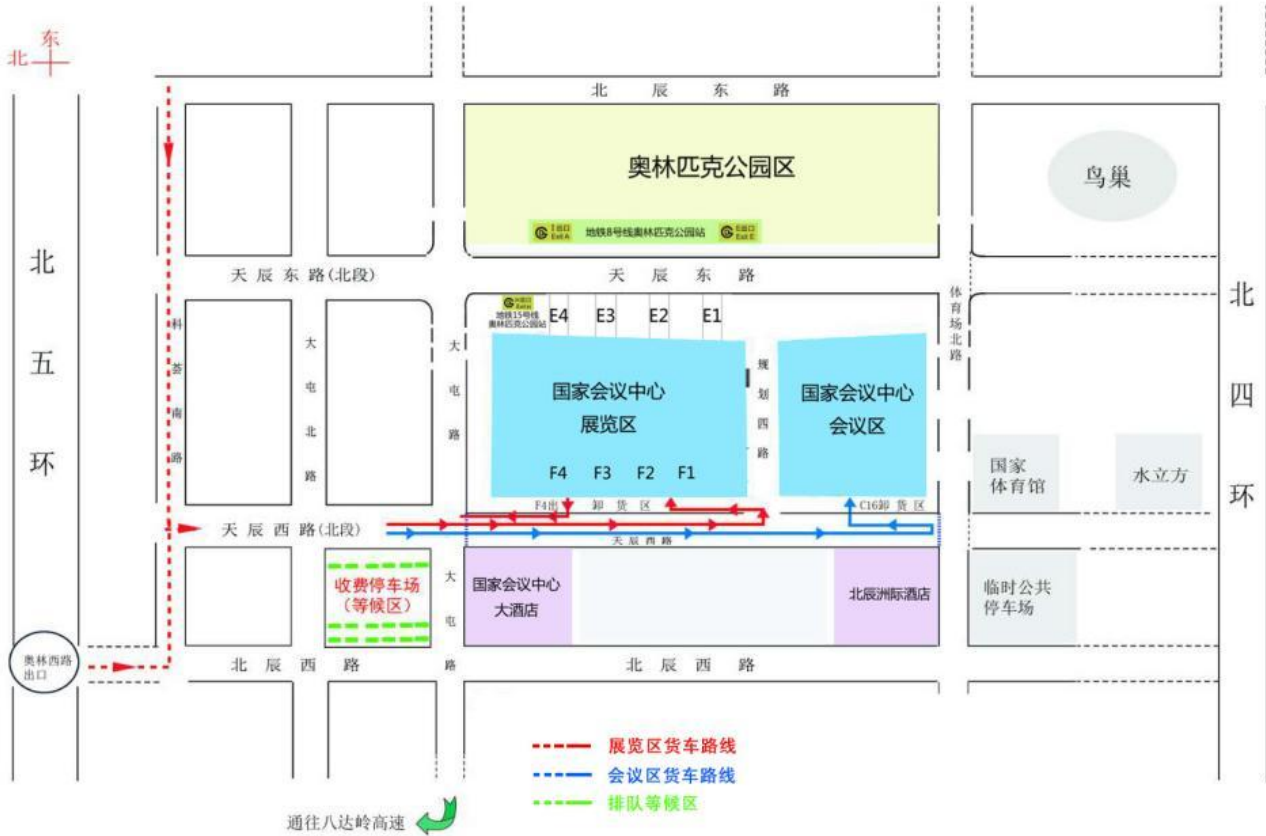 东
北
北辰东路
奥林匹克公园区
鸟巢
地铁8号线奥林匹克公园站
E出口
Exit E
北五环
天辰东路(北段)
天辰东路
体育场北路
北四环
地铁15号线
奥林匹克公园站
E4
E3
E2
E1
科荟南路
大屯北路
大屯路
国家会议中心
展览区
规划四路
国家会议中心
会议区
国家
体育馆
水立方
F4
F3
F2
F1
F4出
卸货区
C16卸货区
天辰西路(北段)
天辰西路
收费停车场
(等候区)
大屯路
国家会议中心
大酒店
北辰洲际酒店
临时公共
停车场
奥林西路
出口
北辰西路
北辰西路
展览区货车路线
会议区货车路线
排队等候区
通往八达岭高速